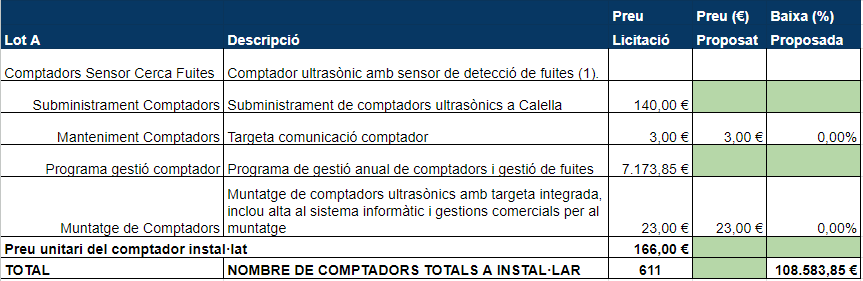 Preu Preu (€) Baixa (%)
Lot A Descripció Licitació Proposat Proposada
Comptadors Sensor Cerca Fuites Comptador ultrasònic amb sensor de detecció de fuites (1).
Subministrament Comptadors Subministrament de comptadors ultrasònics a Calella 140,00 €
Manteniment Comptadors Targeta comunicació comptador 3,00 € 3,00 € 0,00%
Programa gestió comptador Programa de gestió anual de comptadors i gestió de fuites 7.173,85 €
Muntatge de comptadors ultrasònics amb targeta integrada,
inclou alta al sistema informàtic i gestions comercials per al
Muntatge de Comptadors muntatge 23,00 € 23,00 € 0,00%
Preu unitari del comptador instal·lat 166,00 €
TOTAL NOMBRE DE COMPTADORS TOTALS A INSTAL·LAR 611 108.583,85 €